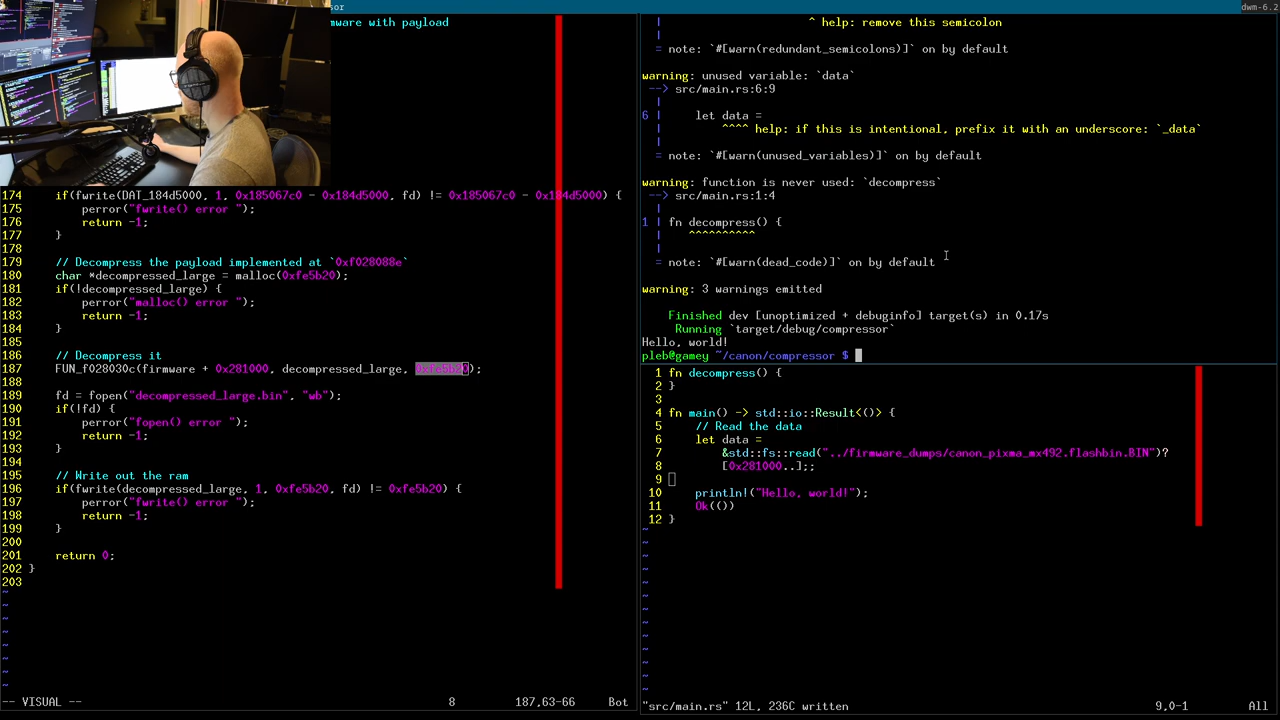 sor
dwm-6.2
mware with payload
174     if(fwrite(DAT_184d5000, 1, 0x185067c0 - 0x184d5000, fd) != 0x185067c0 - 0x184d5000) {
175         perror("fwrite() error ");
176         return -1;
177     }
178
179     // Decompress the payload implemented at `0xf028088e`
180     char *decompressed_large = malloc(0xfe5b20);
181     if(!decompressed_large) {
182         perror("malloc() error ");
183         return -1;
184     }
185
186     // Decompress it
187     FUN_f028030c(firmware + 0x281000, decompressed_large, 0xfe5b20);
188
189     fd = fopen("decompressed_large.bin", "wb");
190     if(!fd) {
191         perror("fopen() error ");
192         return -1;
193     }
194
195     // Write out the ram
196     if(fwrite(decompressed_large, 1, 0xfe5b20, fd) != 0xfe5b20) {
197         perror("fwrite() error ");
198         return -1;
199     }
200
201     return 0;
202 }
203
~
~
~
~
~
~
~
~
-- VISUAL --     8     187,63-66     Bot
^ help: remove this semicolon
|
= note: `#[warn(redundant_semicolons)]` on by default
warning: unused variable: `data`
--> src/main.rs:6:9
|
6 |     let data =
|         ^^^^ help: if this is intentional, prefix it with an underscore: `_data`
|
= note: `#[warn(unused_variables)]` on by default
warning: function is never used: `decompress`
--> src/main.rs:1:4
|
1 | fn decompress() {
|    ^^^^^^^^^^
|
= note: `#[warn(dead_code)]` on by default
warning: 3 warnings emitted
Finished dev [unoptimized + debuginfo] target(s) in 0.17s
Running `target/debug/compressor`
Hello, world!
pleb@gamey ~/canon/compressor $
1 fn decompress() {
2 }
3
4 fn main() -> std::io::Result<()> {
5     // Read the data
6     let data =
7         &std::fs::read("../firmware_dumps/canon_pixma_mx492.flashbin.BIN")?
8         [0x281000..];;
9
10     println!("Hello, world!");
11     Ok(())
12 }
~
~
~
~
~
~
~
~
~
~
~
~
~
"src/main.rs" 12L, 236C written     9,0-1     All